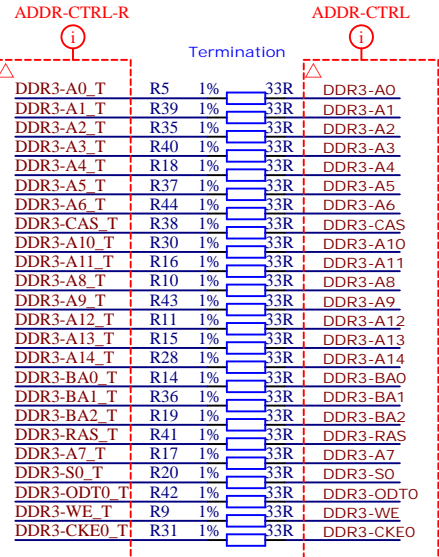 ADDR-CTRL-R ADDR-CTRL
i i
Termination
DDR3-A0_T R5 1% 33R DDR3-A0
DDR3-A1_T R39 1% 33R DDR3-A1
DDR3-A2_T R35 1% 33R DDR3-A2
DDR3-A3_T R40 1% 33R DDR3-A3
DDR3-A4_T R18 1% 33R DDR3-A4
DDR3-A5_T R37 1% 33R DDR3-A5
DDR3-A6_T R44 1% 33R DDR3-A6
DDR3-CAS_T R38 1% 33R DDR3-CAS
DDR3-A10_T R30 1% 33R DDR3-A10
DDR3-A11_T R16 1% 33R DDR3-A11
DDR3-A8_T R10 1% 33R DDR3-A8
DDR3-A9_T R43 1% 33R DDR3-A9
DDR3-A12_T R11 1% 33R DDR3-A12
DDR3-A13_T R15 1% 33R DDR3-A13
DDR3-A14_T R28 1% 33R DDR3-A14
DDR3-BA0_T R14 1% 33R DDR3-BA0
DDR3-BA1_T R36 1% 33R DDR3-BA1
DDR3-BA2_T R19 1% 33R DDR3-BA2
DDR3-RAS_T R41 1% 33R DDR3-RAS
DDR3-A7_T R17 1% 33R DDR3-A7
DDR3-S0_T R20 1% 33R DDR3-S0
DDR3-ODT0_T R42 1% 33R DDR3-ODT0
DDR3-WE_T R9 1% 33R DDR3-WE
DDR3-CKE0_T R31 1% 33R DDR3-CKE0